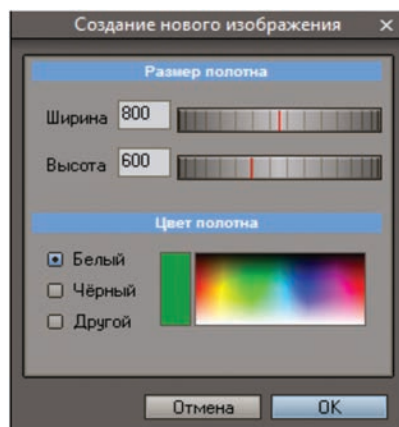 Создание нового изображения
Размер полотна
Ширина 800
Высота 600
Цвет полотна
Белый
Чёрный
Другой
Отмена OK